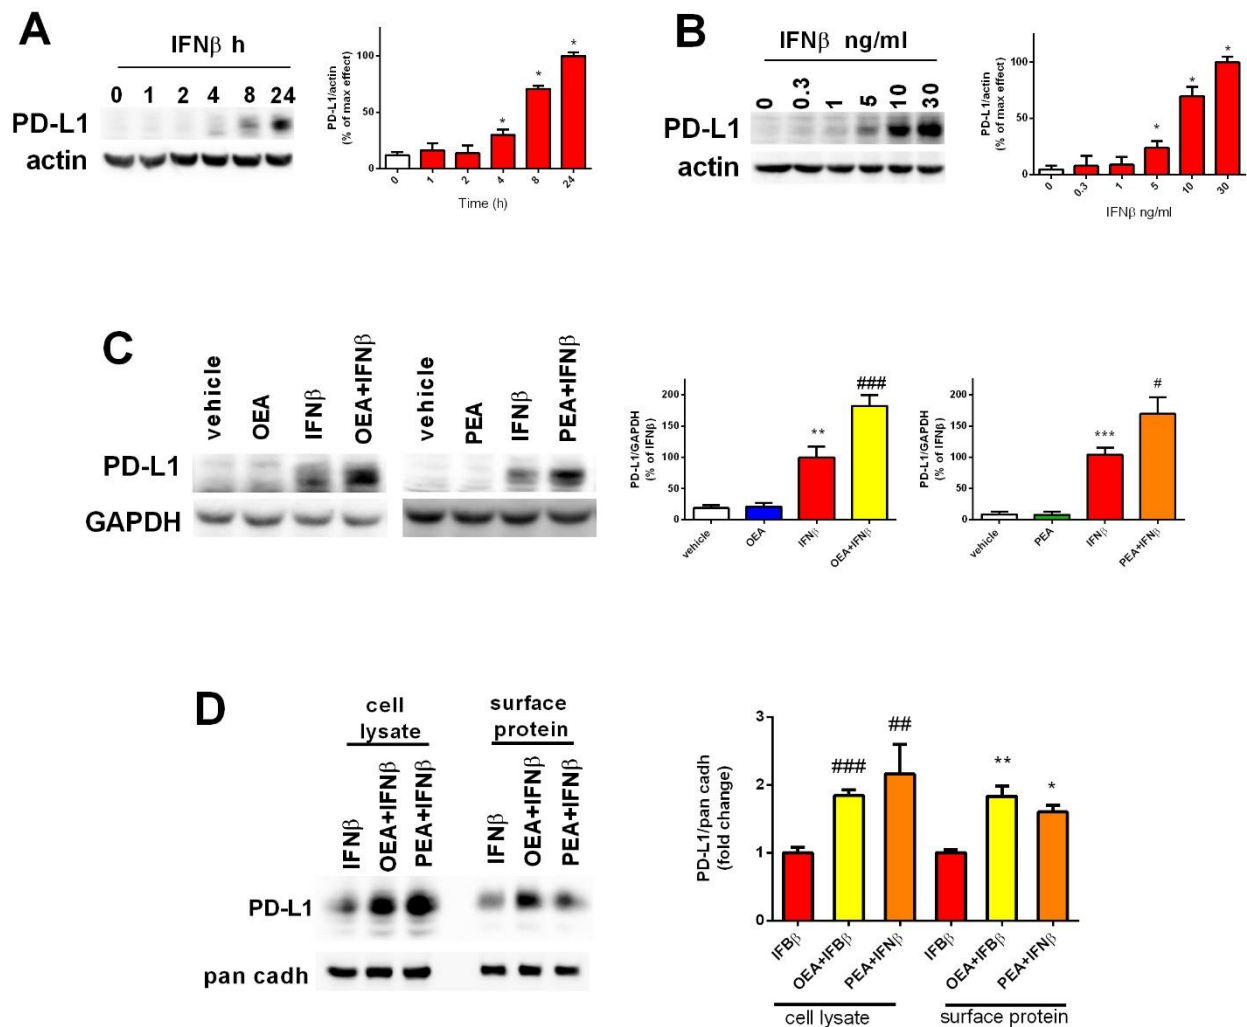 A
IFNβ h
0 1 2 4 8 24
PD-L1
actin
PD-L1/actin
(% of max effect)
100
50
0
0 1 2 4 8 24
Time (h)
*
*
*
B
IFNβ ng/ml
0 0.3 1 5 10 30
PD-L1
actin
PD-L1/actin
(% of max effect)
100
50
0
0 0.3 1 5 10 30
IFNβ ng/ml
*
*
*
C
vehicle OEA IFNβ OEA+IFNβ
vehicle PEA IFNβ PEA+IFNβ
PD-L1
GAPDH
PD-L1/GAPDH
(% of IFNβ)
200
150
100
50
0
**
###
vehicle OEA IFNβ OEA+IFNβ
PD-L1/GAPDH
(% of IFNβ)
200
150
100
50
0
***
#
vehicle PEA IFNβ PEA+IFNβ
D
cell
lysate
surface
protein
IFNβ OEA+IFNβ PEA+IFNβ
IFNβ OEA+IFNβ PEA+IFNβ
PD-L1
pan cadh
PD-L1/pan cadh
(fold change)
3
2
1
0
###
##
**
*
IFBβ OEA+IFBβ PEA+IFNβ IFBβ OEA+IFBβ PEA+IFNβ
cell lysate
surface protein